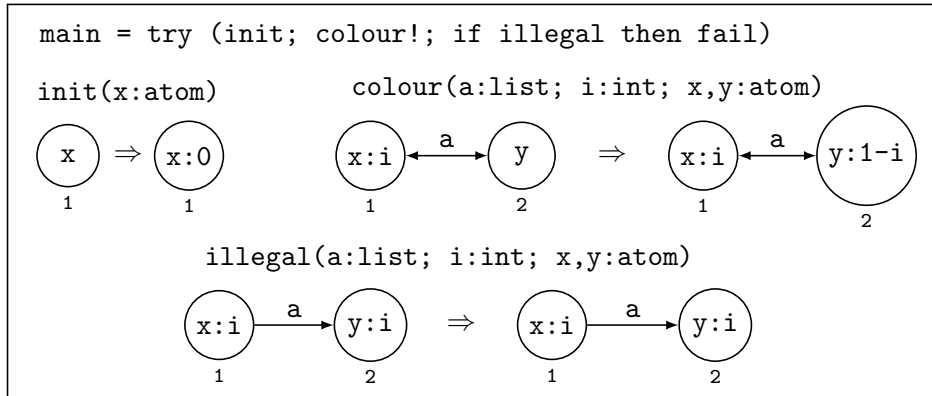 main = try (init; colour!; if illegal then fail)
init(x:atom) colour(a:list; i:int; x,y:atom)
x ⇒ x:0 x:i a y ⇒ x:i a y:1-i
1 1 1 2 1 2
illegal(a:list; i:int; x,y:atom)
x:i a y:i ⇒ x:i a y:i
1 2 1 2